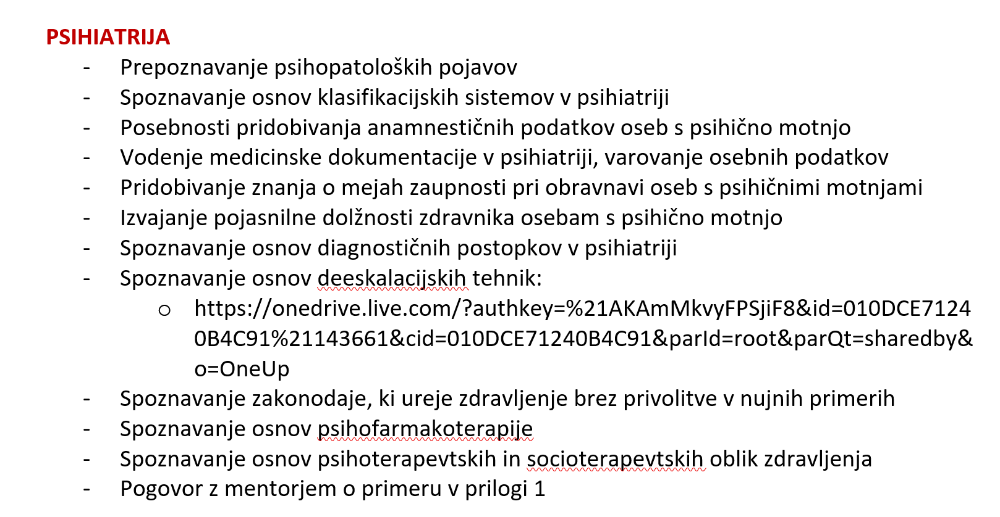 PSIHIATRIJA
- Prepoznavanje psihopatoloških pojavov
- Spoznavanje osnov klasifikacijskih sistemov v psihiatriji
- Posebnosti pridobivanja anamnestičnih podatkov oseb s psihično motnjo
- Vodenje medicinske dokumentacije v psihiatriji, varovanje osebnih podatkov
- Pridobivanje znanja o mejah zaupnosti pri obravnavi oseb s psihičnimi motnjami
- Izvajanje pojasnilne dolžnosti zdravnika osebam s psihično motnjo
- Spoznavanje osnov diagnostičnih postopkov v psihiatriji
- Spoznavanje osnov deeskalacijskih tehnik:
o https://onedrive.live.com/?authkey=%21AKAmMkvyFPSjiF8&id=010DCE7124
0B4C91%21143661&cid=010DCE71240B4C91&parId=root&parQt=sharedby&
o=OneUp
- Spoznavanje zakonodaje, ki ureje zdravljenje brez privolitve v nujnih primerih
- Spoznavanje osnov psihofarmakoterapije
- Spoznavanje osnov psihoterapevtskih in socioterapevtskih oblik zdravljenja
- Pogovor z mentorjem o primeru v prilogi 1